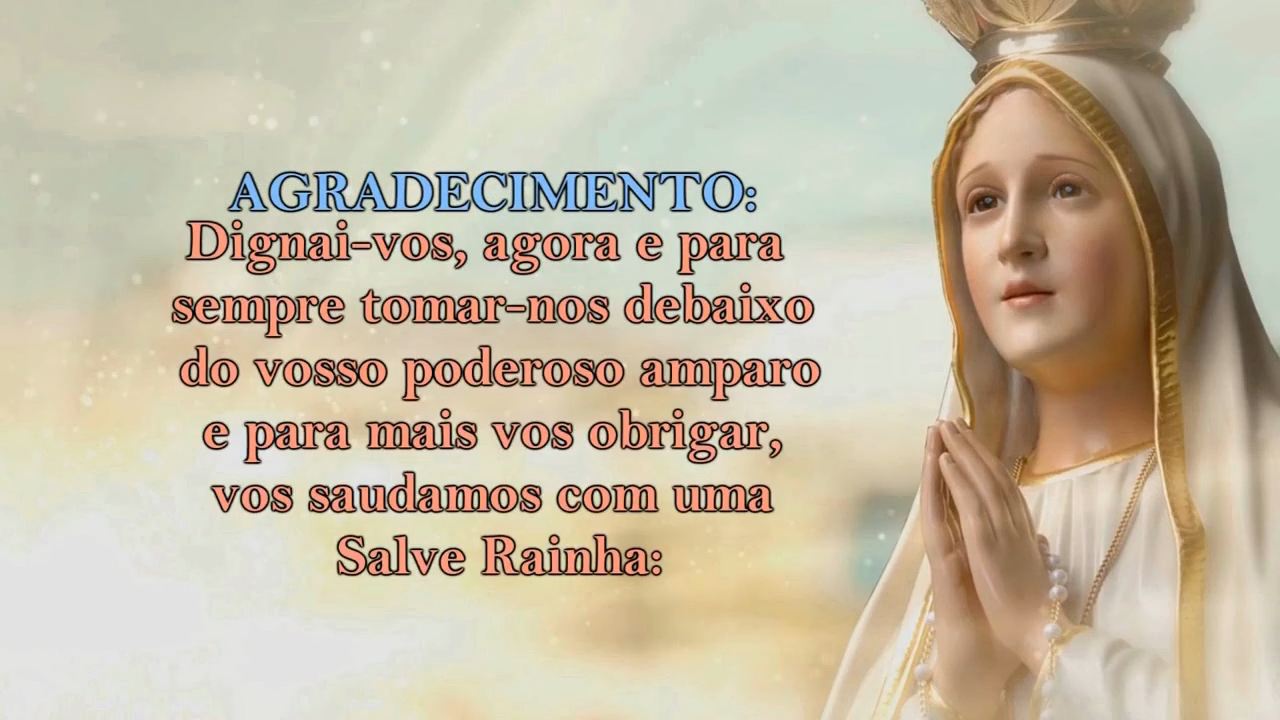 AGRADECIMENTO:
Dignai-vos, agora e para
sempre tomar-nos debaixo
do vosso poderoso amparo
e para mais vos obrigar,
vos saudamos com uma
Salve Rainha: